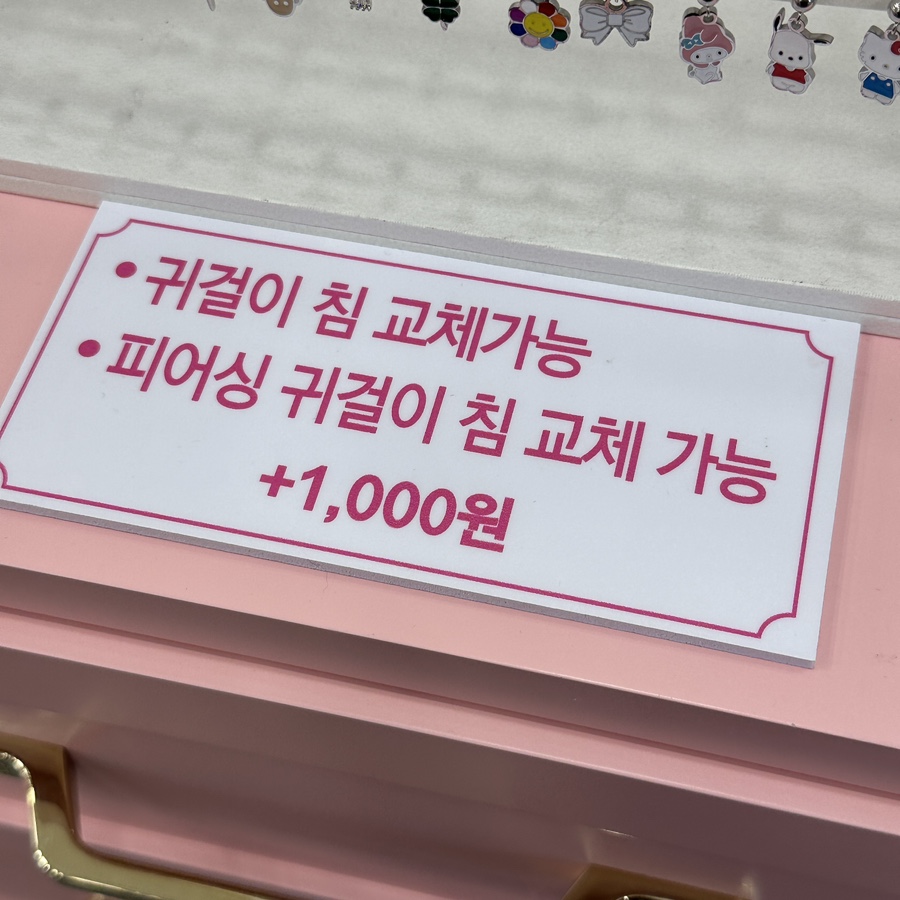 • 귀걸이 침 교체가능
• 피어싱 귀걸이 침 교체 가능
+1,000원